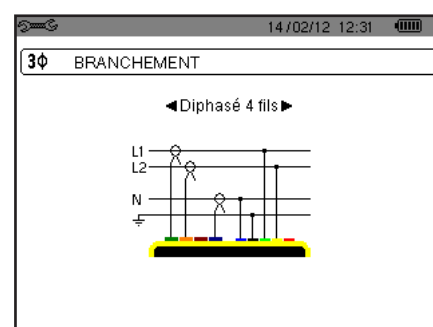 14/02/12 12:31
3Φ BRANCHEMENT
◄Diphasé 4 fils►
L1
L2
N